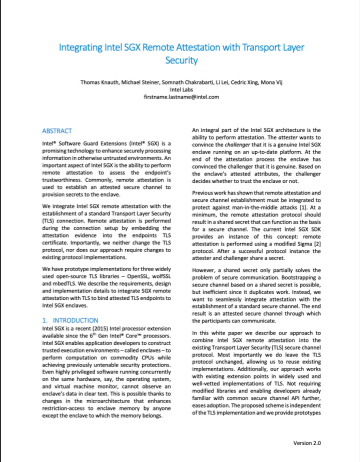 Integrating Intel SGX Remote Attestation with Transport Layer
Security
Thomas Knauth, Michael Steiner, Somnath Chakrabarti, Li Lei, Cedric Xing, Mona Vij
Intel Labs
firstname.lastname@intel.com
ABSTRACT
Intel® Software Guard Extensions (Intel® SGX) is a
promising technology to enhance securely processing
information in otherwise untrusted environments. An
important aspect of Intel SGX is the ability to perform
remote attestation to assess the endpoint's
trustworthiness. Commonly, remote attestation is
used to establish an attested secure channel to
provision secrets to the enclave.
We integrate Intel SGX remote attestation with the
establishment of a standard Transport Layer Security
(TLS) connection. Remote attestation is performed
during the connection setup by embedding the
attestation evidence into the endpoints TLS
certificate. Importantly, we neither change the TLS
protocol, nor does our approach require changes to
existing protocol implementations.
We have prototype implementations for three widely
used open-source TLS libraries – OpenSSL, wolfSSL
and mbedTLS. We describe the requirements, design
and implementation details to integrate SGX remote
attestation with TLS to bind attested TLS endpoints to
Intel SGX enclaves.
1. INTRODUCTION
Intel SGX is a recent (2015) Intel processor extension
available since the 6th Gen Intel® Core™ processors.
Intel SGX enables application developers to construct
trusted execution environments – called enclaves – to
perform computation on commodity CPUs while
achieving previously untenable security protections.
Even highly privileged software running concurrently
on the same hardware, say, the operating system,
and virtual machine monitor, cannot observe an
enclave's data in clear text. This is possible thanks to
changes in the microarchitecture that enhances
restriction-access to enclave memory by anyone
except the enclave to which the memory belongs.
An integral part of the Intel SGX architecture is the
ability to perform attestation. The attester wants to
convince the challenger that it is a genuine Intel SGX
enclave running on an up-to-date platform. At the
end of the attestation process the enclave has
convinced the challenger that it is genuine. Based on
the enclave's attested attributes, the challenger
decides whether to trust the enclave or not.
Previous work has shown that remote attestation and
secure channel establishment must be integrated to
protect against man-in-the-middle attacks [1]. At a
minimum, the remote attestation protocol should
result in a shared secret that can function as the basis
for a secure channel. The current Intel SGX SDK
provides an instance of this concept: remote
attestation is performed using a modified Sigma [2]
protocol. After a successful protocol instance the
attester and challenger share a secret.
However, a shared secret only partially solves the
problem of secure communication. Bootstrapping a
secure channel based on a shared secret is possible,
but inefficient since it duplicates work. Instead, we
want to seamlessly integrate attestation with the
establishment of a standard secure channel. The end
result is an attested secure channel through which
the participants can communicate.
In this white paper we describe our approach to
combine Intel SGX remote attestation into the
existing Transport Layer Security (TLS) secure channel
protocol. Most importantly we do leave the TLS
protocol unchanged, allowing us to reuse existing
implementations. Additionally, our approach works
with existing extension points in widely used and
well-vetted implementations of TLS. Not requiring
modified libraries and enabling developers already
familiar with common secure channel API further,
eases adoption. The proposed scheme is independent
of the TLS implementation and we provide prototypes
Version 2.0